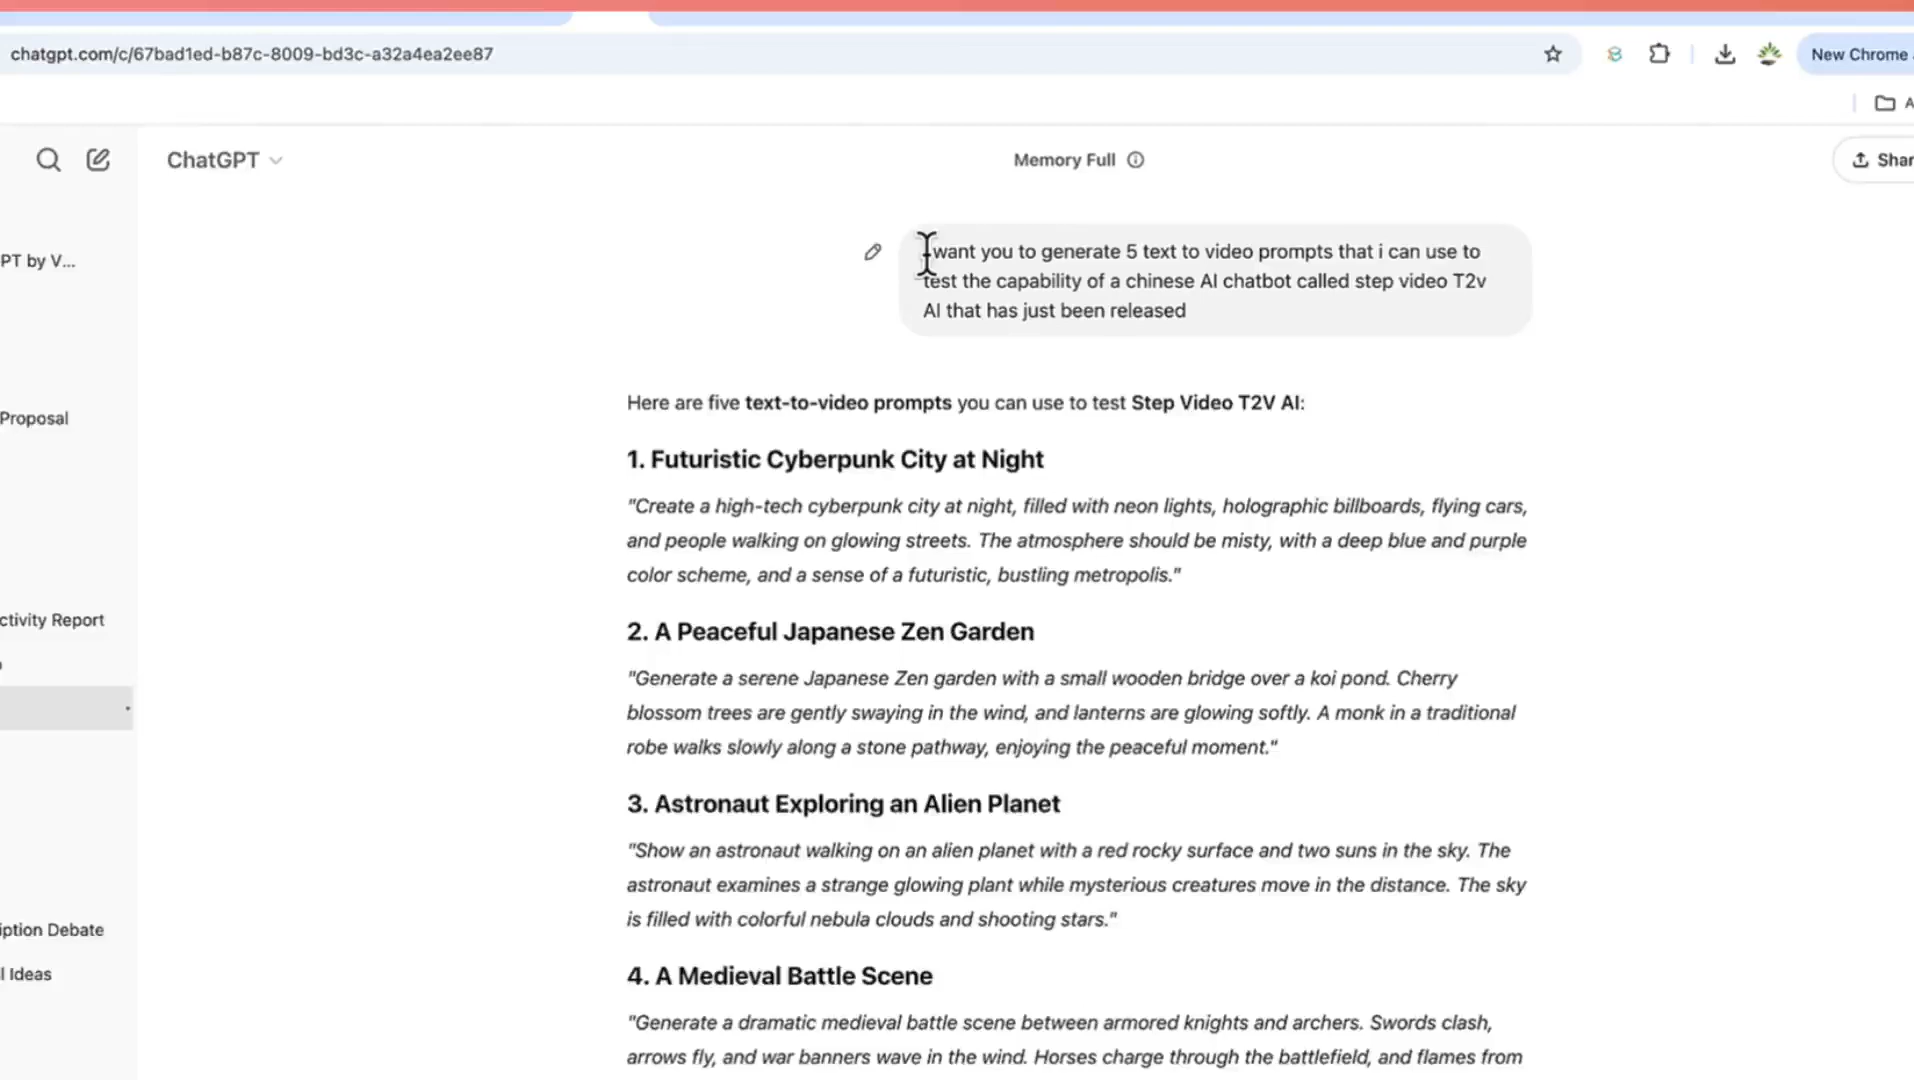 chatgpt.com/c/67bad1ed-b87c-8009-bd3c-a32a4ea2ee87
New Chrome
A
ChatGPT
Memory Full
Shar
PT by V...
Proposal
ctivity Report
iption Debate
l Ideas
want you to generate 5 text to video prompts that i can use to
test the capability of a chinese AI chatbot called step video T2v
AI that has just been released
Here are five text-to-video prompts you can use to test Step Video T2V AI:
1. Futuristic Cyberpunk City at Night
"Create a high-tech cyberpunk city at night, filled with neon lights, holographic billboards, flying cars,
and people walking on glowing streets. The atmosphere should be misty, with a deep blue and purple
color scheme, and a sense of a futuristic, bustling metropolis."
2. A Peaceful Japanese Zen Garden
"Generate a serene Japanese Zen garden with a small wooden bridge over a koi pond. Cherry
blossom trees are gently swaying in the wind, and lanterns are glowing softly. A monk in a traditional
robe walks slowly along a stone pathway, enjoying the peaceful moment."
3. Astronaut Exploring an Alien Planet
"Show an astronaut walking on an alien planet with a red rocky surface and two suns in the sky. The
astronaut examines a strange glowing plant while mysterious creatures move in the distance. The sky
is filled with colorful nebula clouds and shooting stars."
4. A Medieval Battle Scene
"Generate a dramatic medieval battle scene between armored knights and archers. Swords clash,
arrows fly, and war banners wave in the wind. Horses charge through the battlefield, and flames from